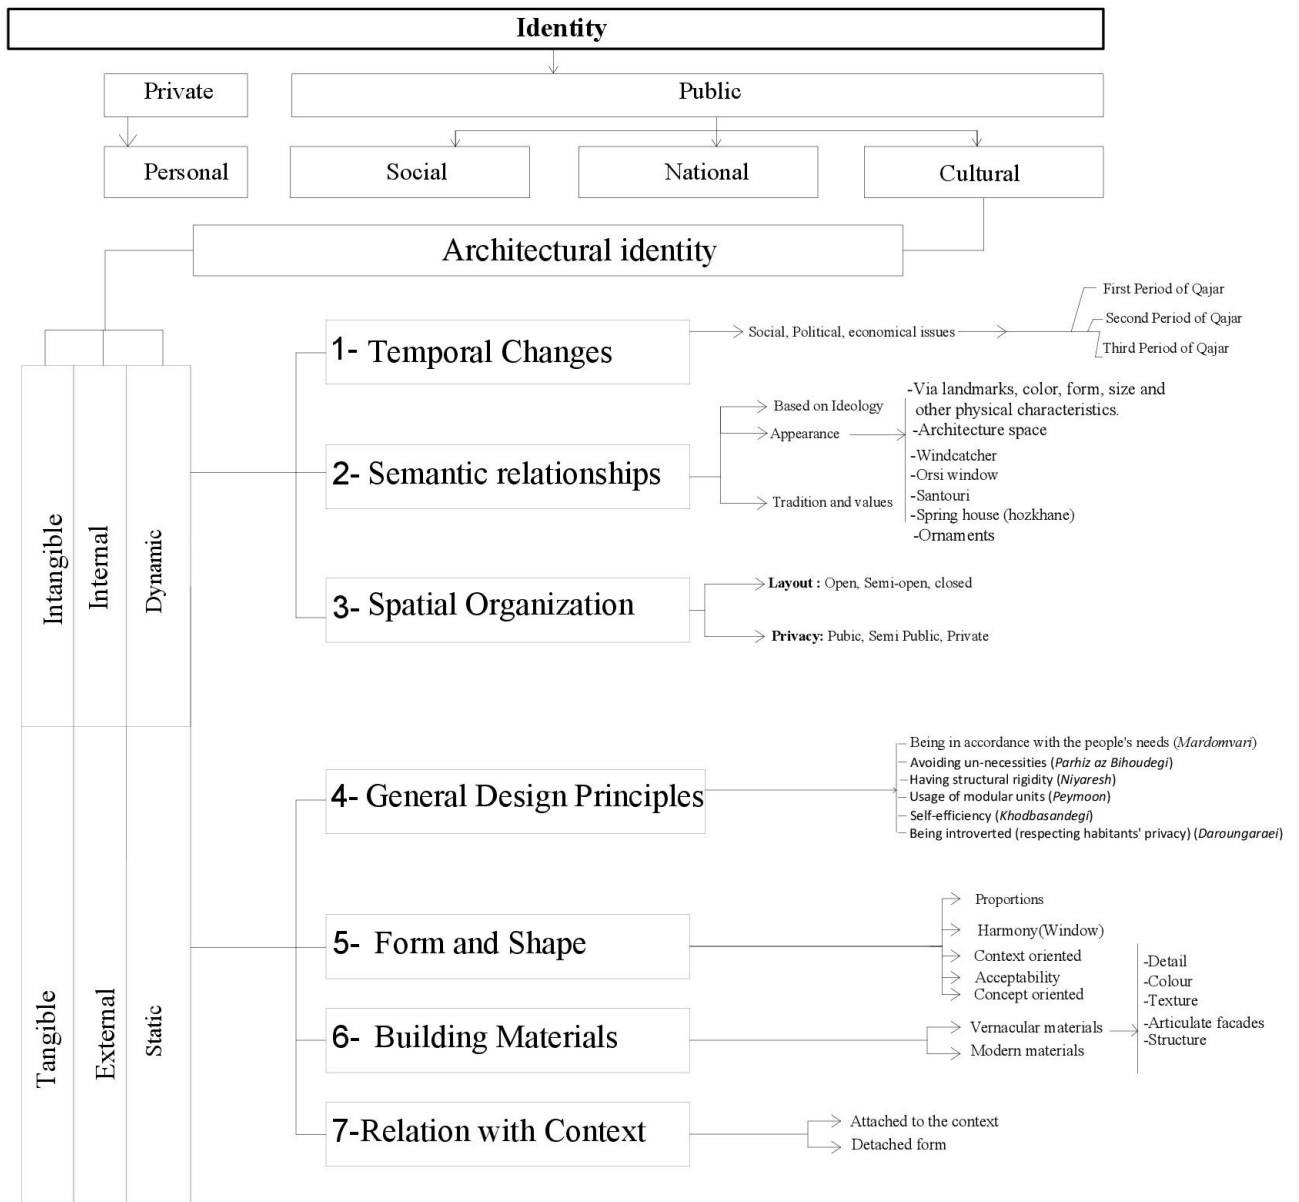 Identity
Private
Public
Personal
Social
National
Cultural
Architectural identity
Intangible
Internal
Dynamic
1- Temporal Changes
Social, Political, economical issues
First Period of Qajar
Second Period of Qajar
Third Period of Qajar
2- Semantic relationships
Based on Ideology
Appearance
Tradition and values
-Via landmarks, color, form, size and
other physical characteristics.
-Architecture space
-Windcatcher
-Orsi window
-Santouri
-Spring house (hozkhane)
-Ornaments
3- Spatial Organization
Layout : Open, Semi-open, closed
Privacy: Pubic, Semi Public, Private
Tangible
External
Static
4- General Design Principles
Being in accordance with the people's needs (Mardomvari)
Avoiding un-necessities (Parhiz az Bihoudegi)
Having structural rigidity (Niyaresh)
Usage of modular units (Peymoon)
Self-efficiency (Khodbasandegi)
Being introverted (respecting habitants' privacy) (Daroungaraei)
5- Form and Shape
Proportions
Harmony(Window)
Context oriented
Acceptability
Concept oriented
6- Building Materials
Vernacular materials
Modern materials
-Detail
-Colour
-Texture
-Articulate facades
-Structure
7-Relation with Context
Attached to the context
Detached form